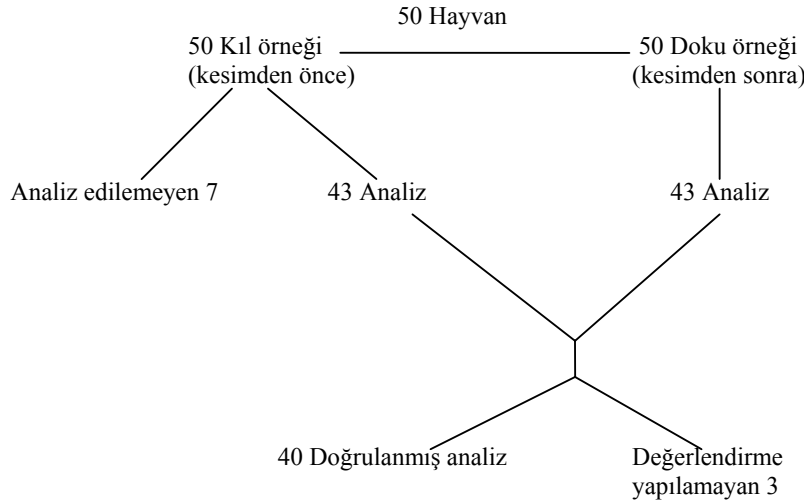 50 Hayvan
50 Kıl örneği
(kesimden önce)
50 Doku örneği
(kesimden sonra)
Analiz edilemeyen 7
43 Analiz
43 Analiz
40 Doğrulanmış analiz
Değerlendirme
yapılamayan 3